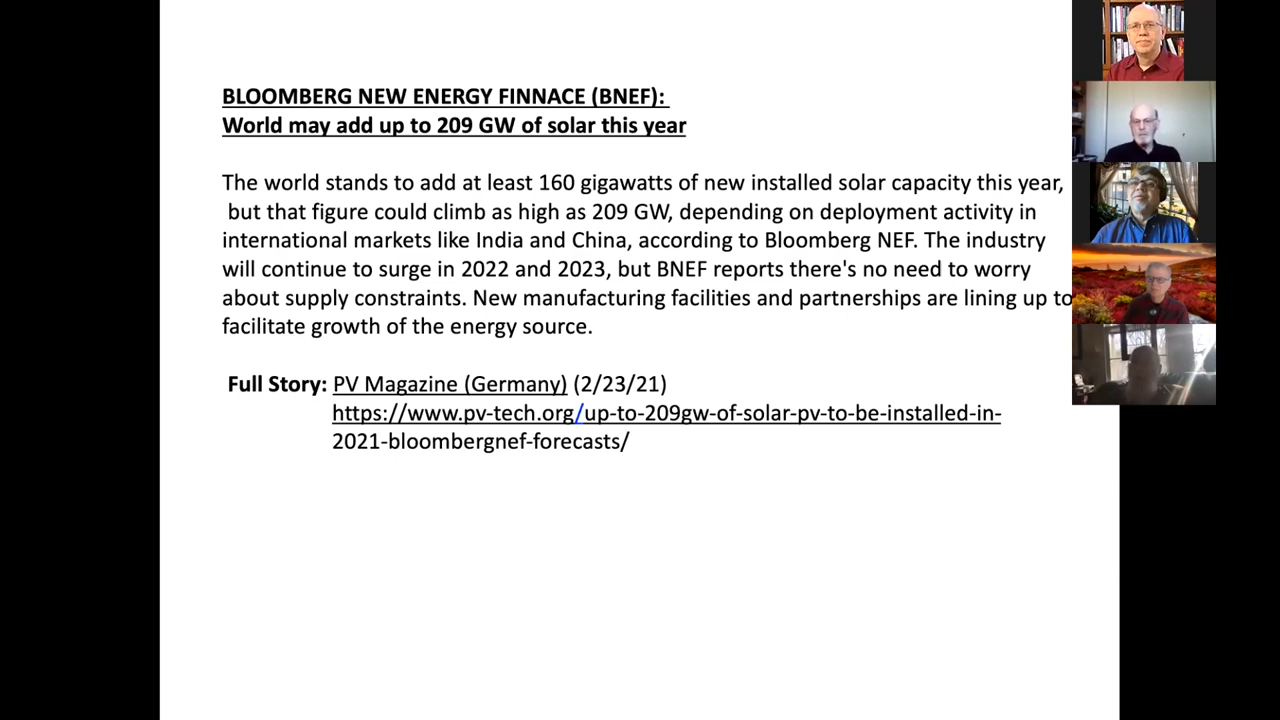 BLOOMBERG NEW ENERGY FINNACE (BNEF):
World may add up to 209 GW of solar this year
The world stands to add at least 160 gigawatts of new installed solar capacity this year,
but that figure could climb as high as 209 GW, depending on deployment activity in
international markets like India and China, according to Bloomberg NEF. The industry
will continue to surge in 2022 and 2023, but BNEF reports there's no need to worry
about supply constraints. New manufacturing facilities and partnerships are lining up to
facilitate growth of the energy source.
Full Story: PV Magazine (Germany) (2/23/21)
https://www.pv-tech.org/up-to-209gw-of-solar-pv-to-be-installed-in-
2021-bloombergnef-forecasts/